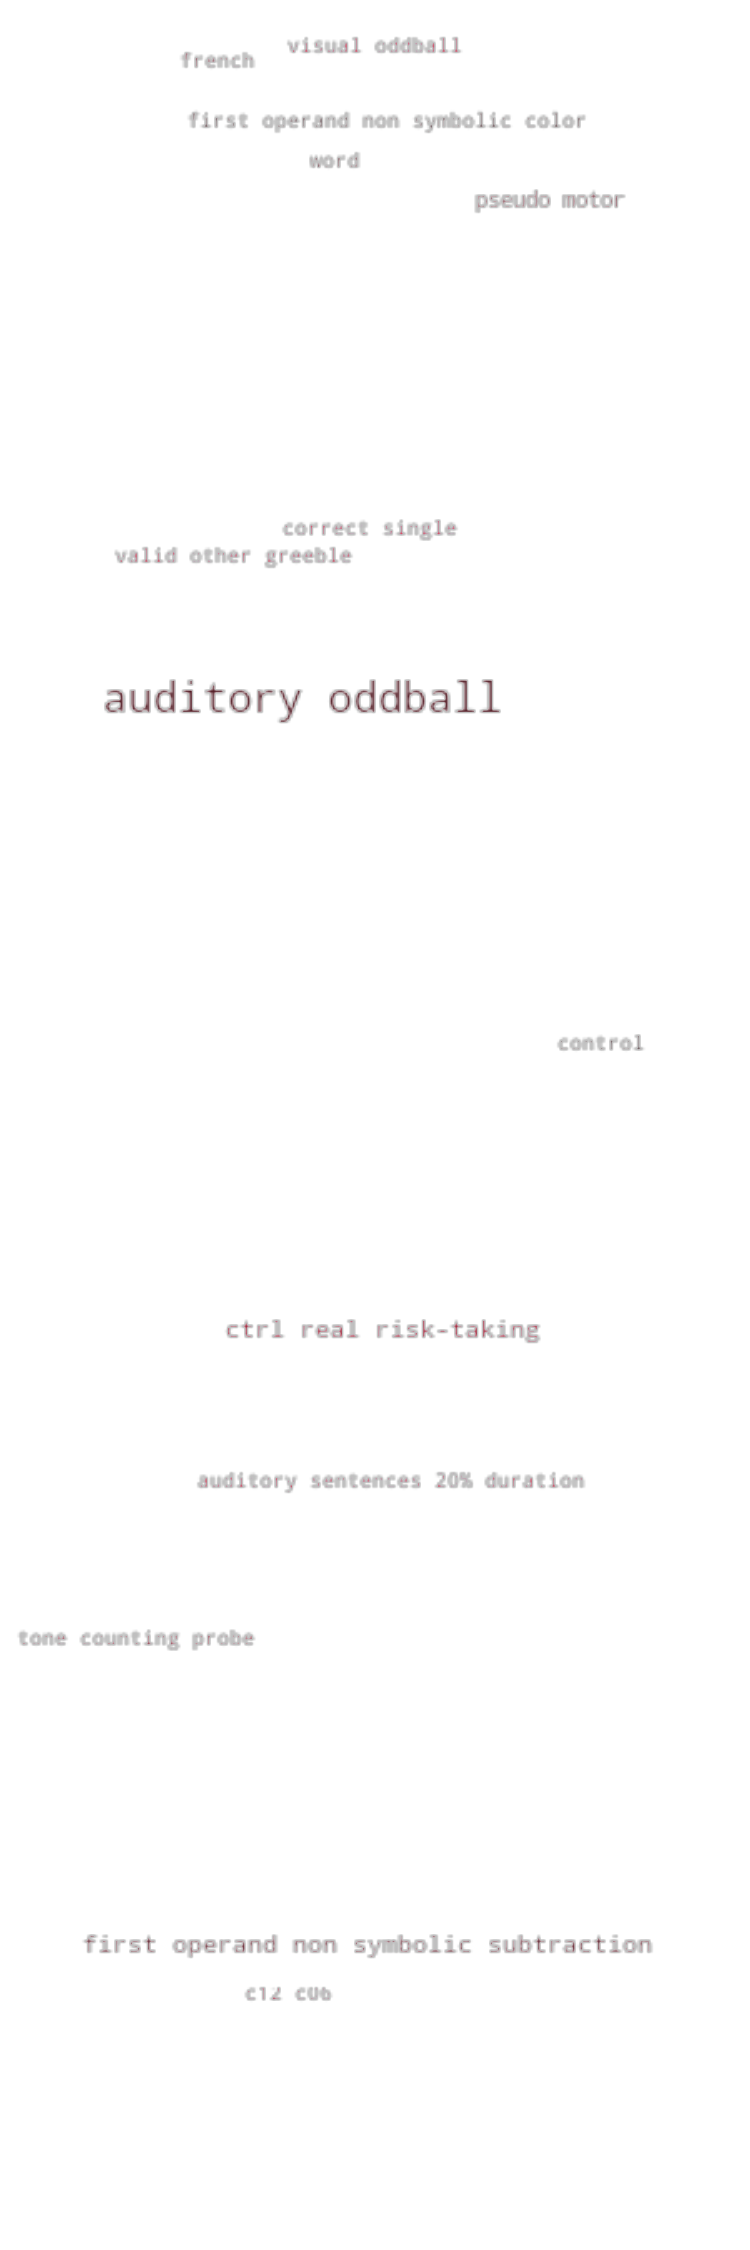 visual oddball
french
first operand non symbolic color
word
pseudo motor
correct single
valid other greeble
auditory oddball
control
ctrl real risk-taking
auditory sentences 20% duration
tone counting probe
first operand non symbolic subtraction
c12 c06